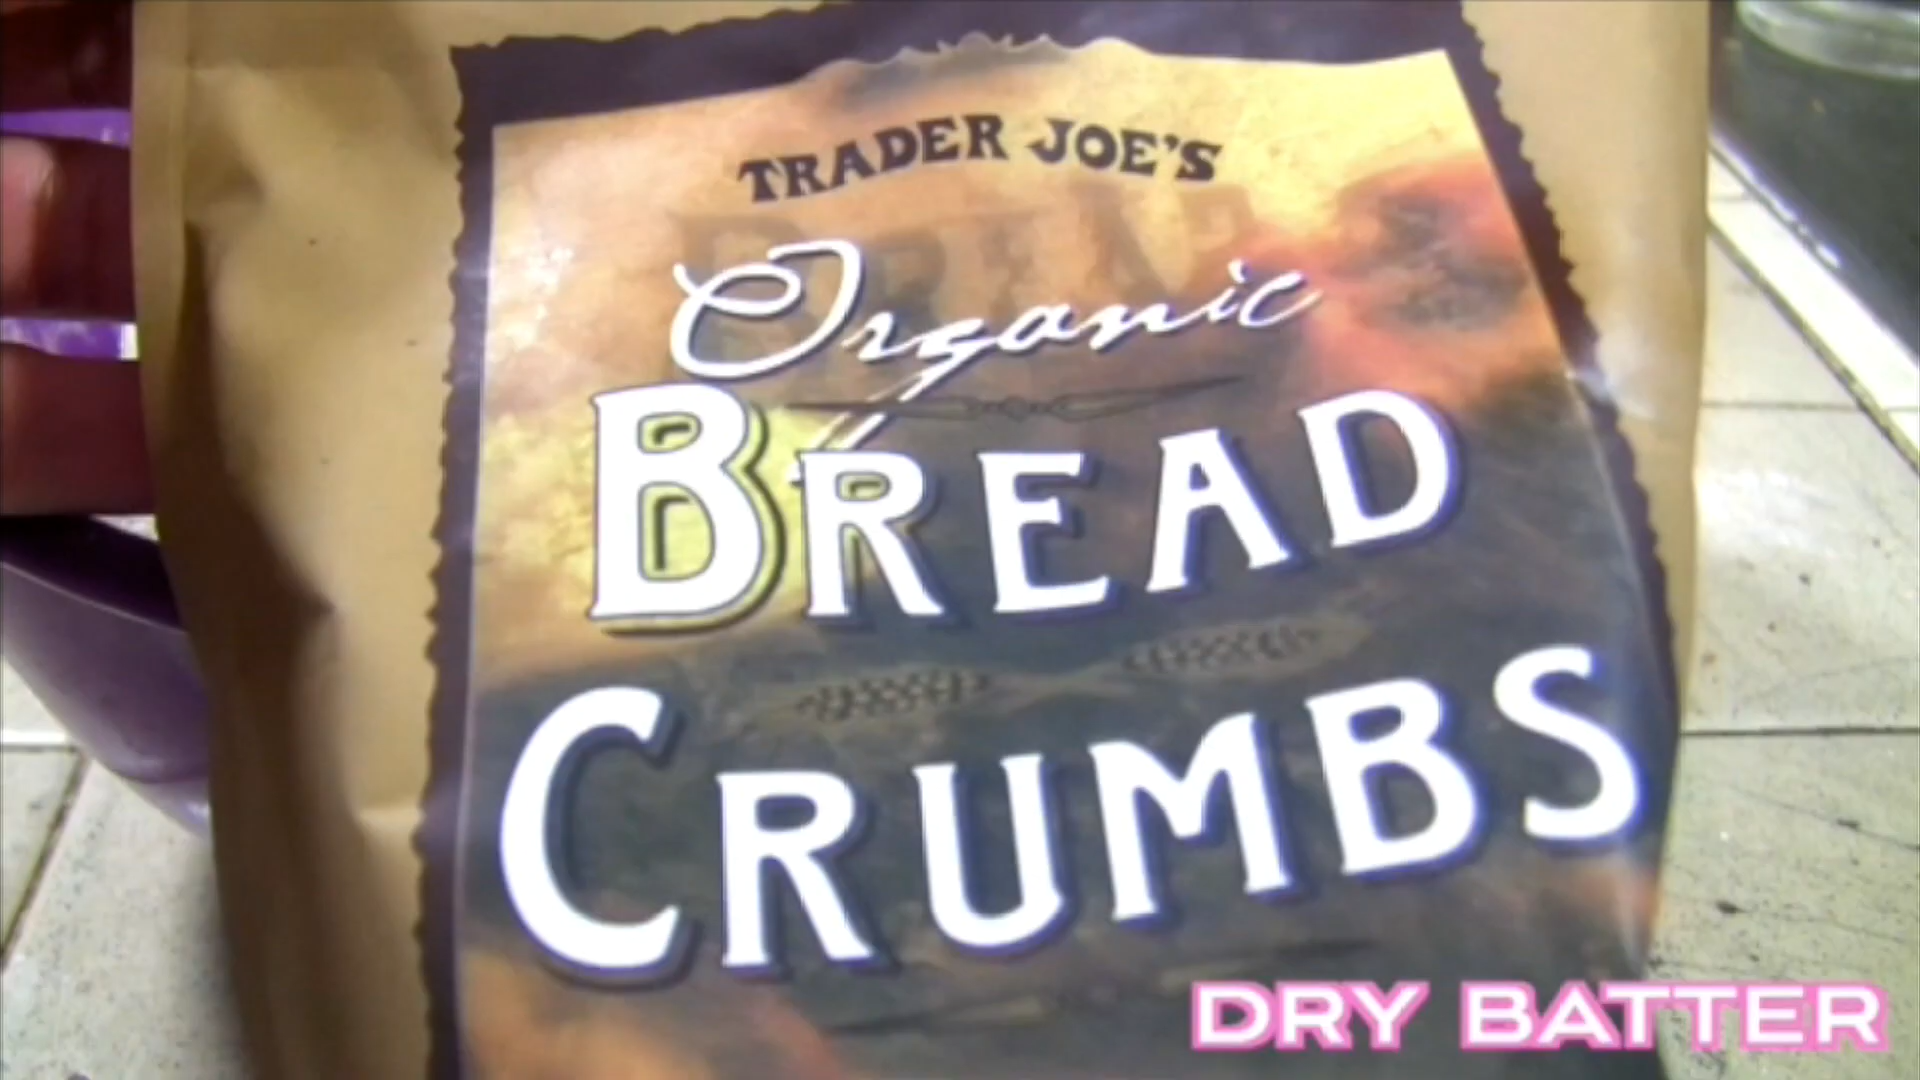 TRADER JOE'S
Organic
BREAD
CRUMBS
DRY BATTER